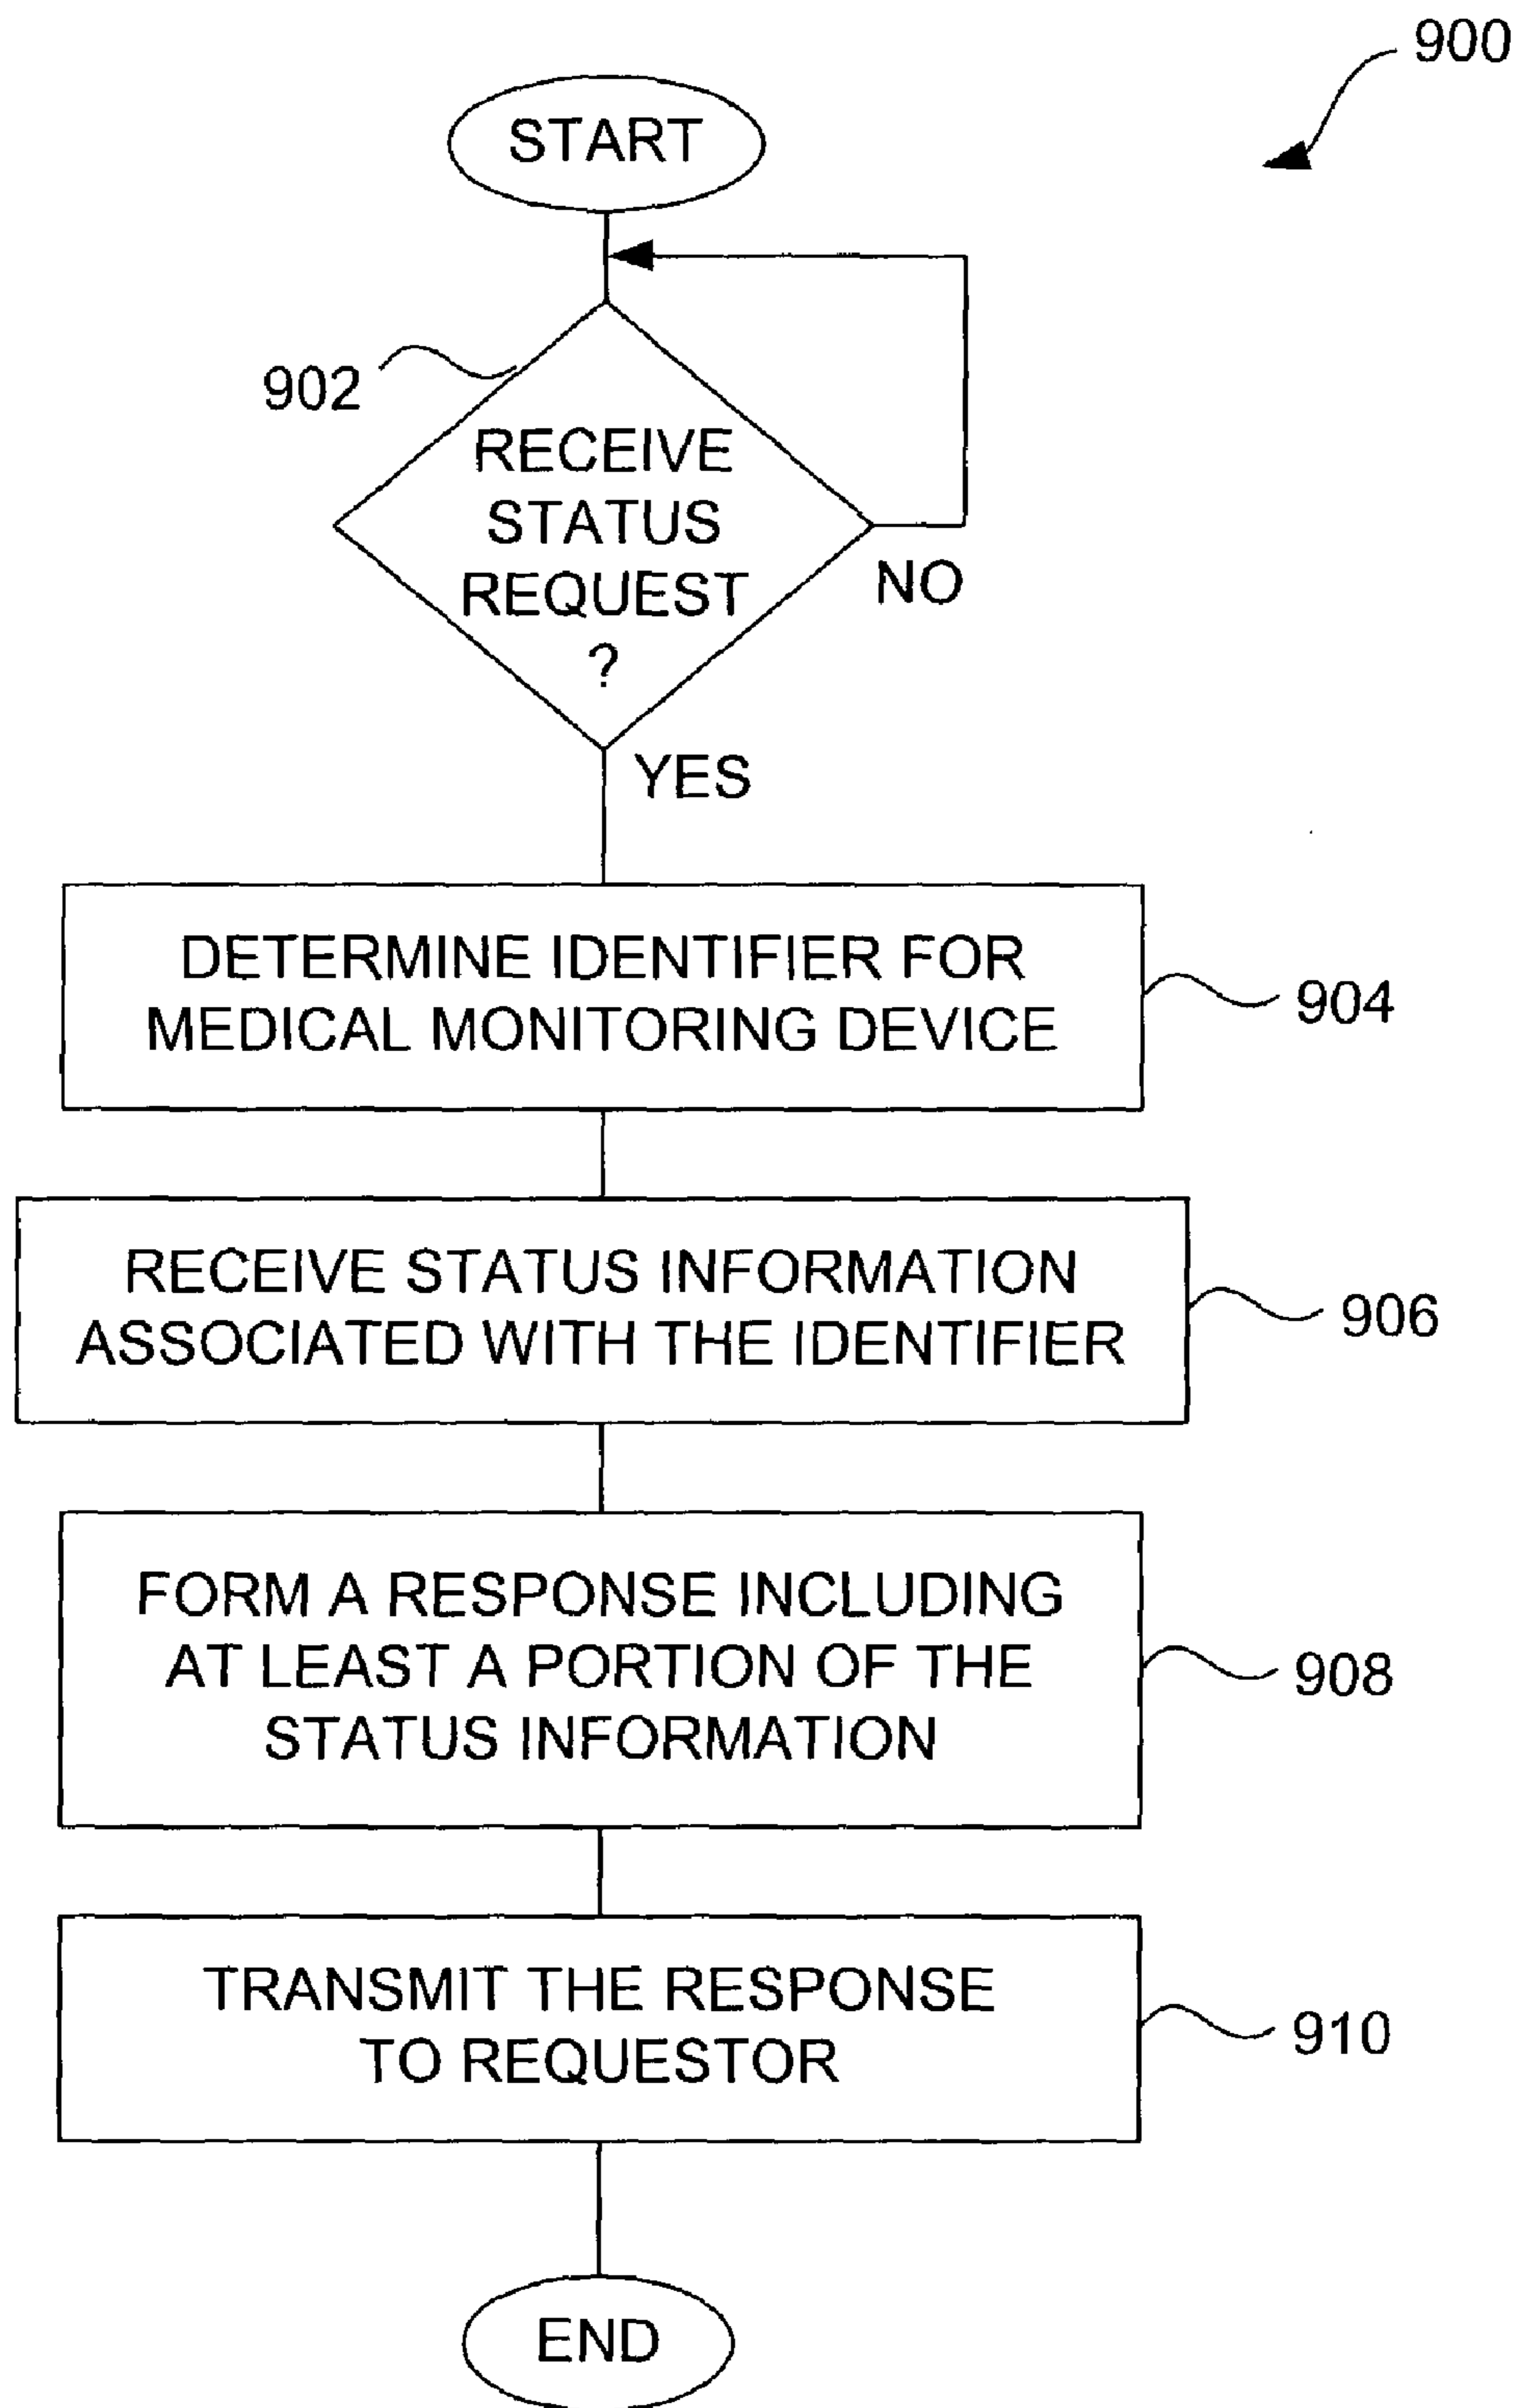 900
START
902
RECEIVE
STATUS
REQUEST
?
NO
YES
DETERMINE IDENTIFIER FOR
MEDICAL MONITORING DEVICE
904
RECEIVE STATUS INFORMATION
ASSOCIATED WITH THE IDENTIFIER
906
FORM A RESPONSE INCLUDING
AT LEAST A PORTION OF THE
STATUS INFORMATION
908
TRANSMIT THE RESPONSE
TO REQUESTOR
910
END